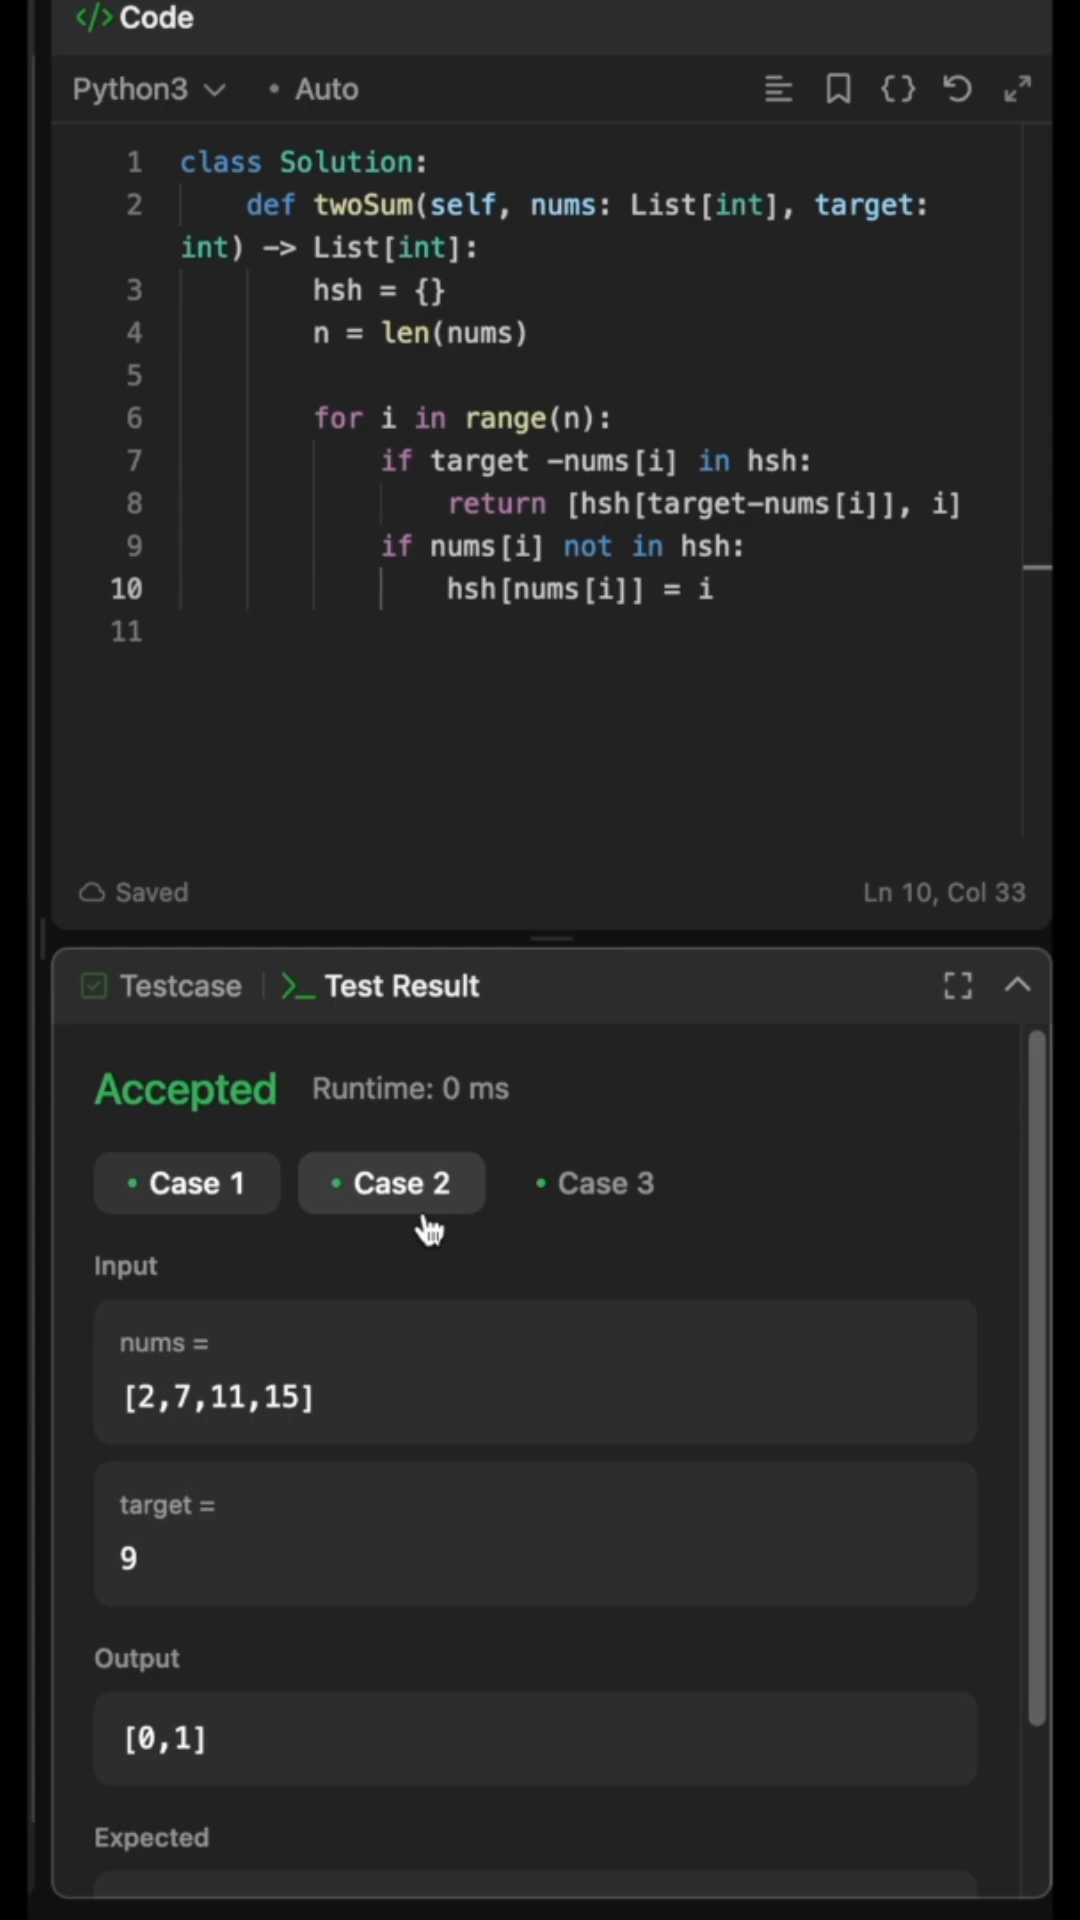 </> Code
Python3 • Auto
1 class Solution:
2 def twoSum(self, nums: List[int], target:
int) -> List[int]:
3 hsh = {}
4 n = len(nums)
5
6 for i in range(n):
7 if target -nums[i] in hsh:
8 return [hsh[target-nums[i]], i]
9 if nums[i] not in hsh:
10 hsh[nums[i]] = i
11
Saved Ln 10, Col 33
Testcase | >_ Test Result
Accepted Runtime: 0 ms
• Case 1 • Case 2 • Case 3
Input
nums =
[2,7,11,15]
target =
9
Output
[0,1]
Expected